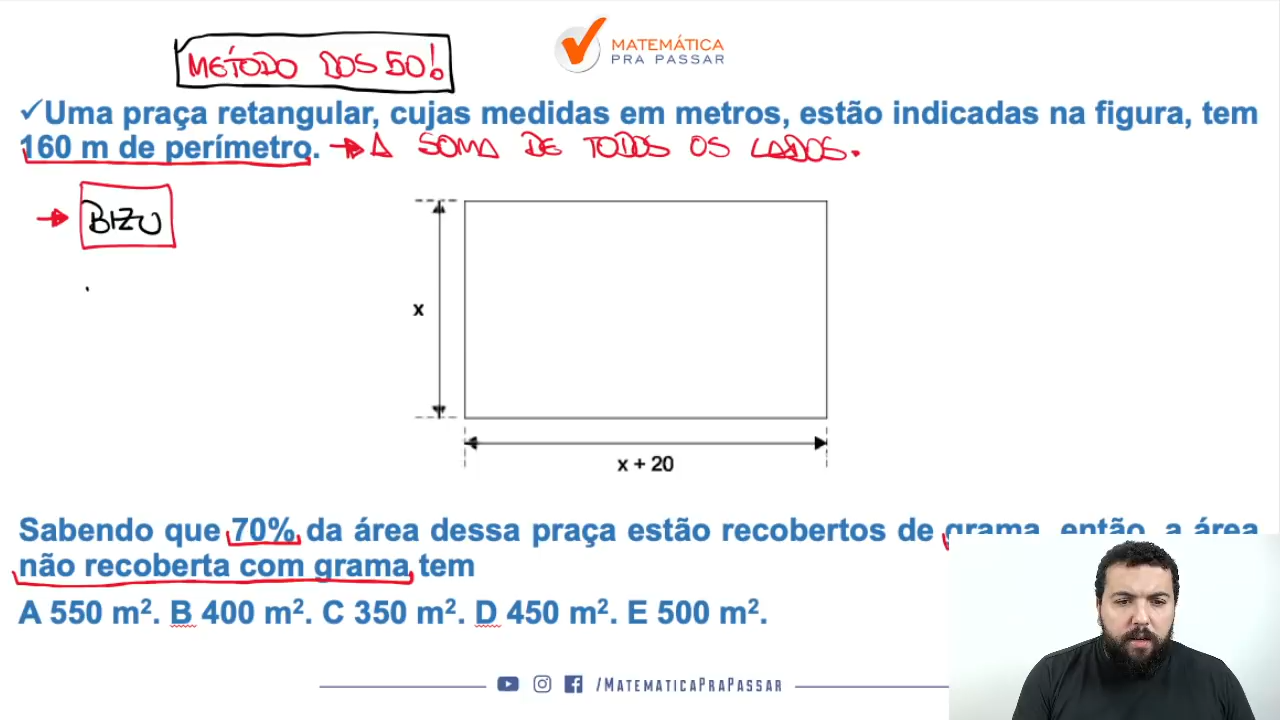 MÉTODO DOS 50!
MATEMÁTICA
PRA PASSAR
✓Uma praça retangular, cujas medidas em metros, estão indicadas na figura, tem
160 m de perímetro. → A SOMA DE TODOS OS LADOS.
→ BIZU
x
x + 20
Sabendo que 70% da área dessa praça estão recobertos de grama, então, a área
não recoberta com grama tem
A 550 m². B 400 m². C 350 m². D 450 m². E 500 m².
/MATEMATICAPRAPASSAR